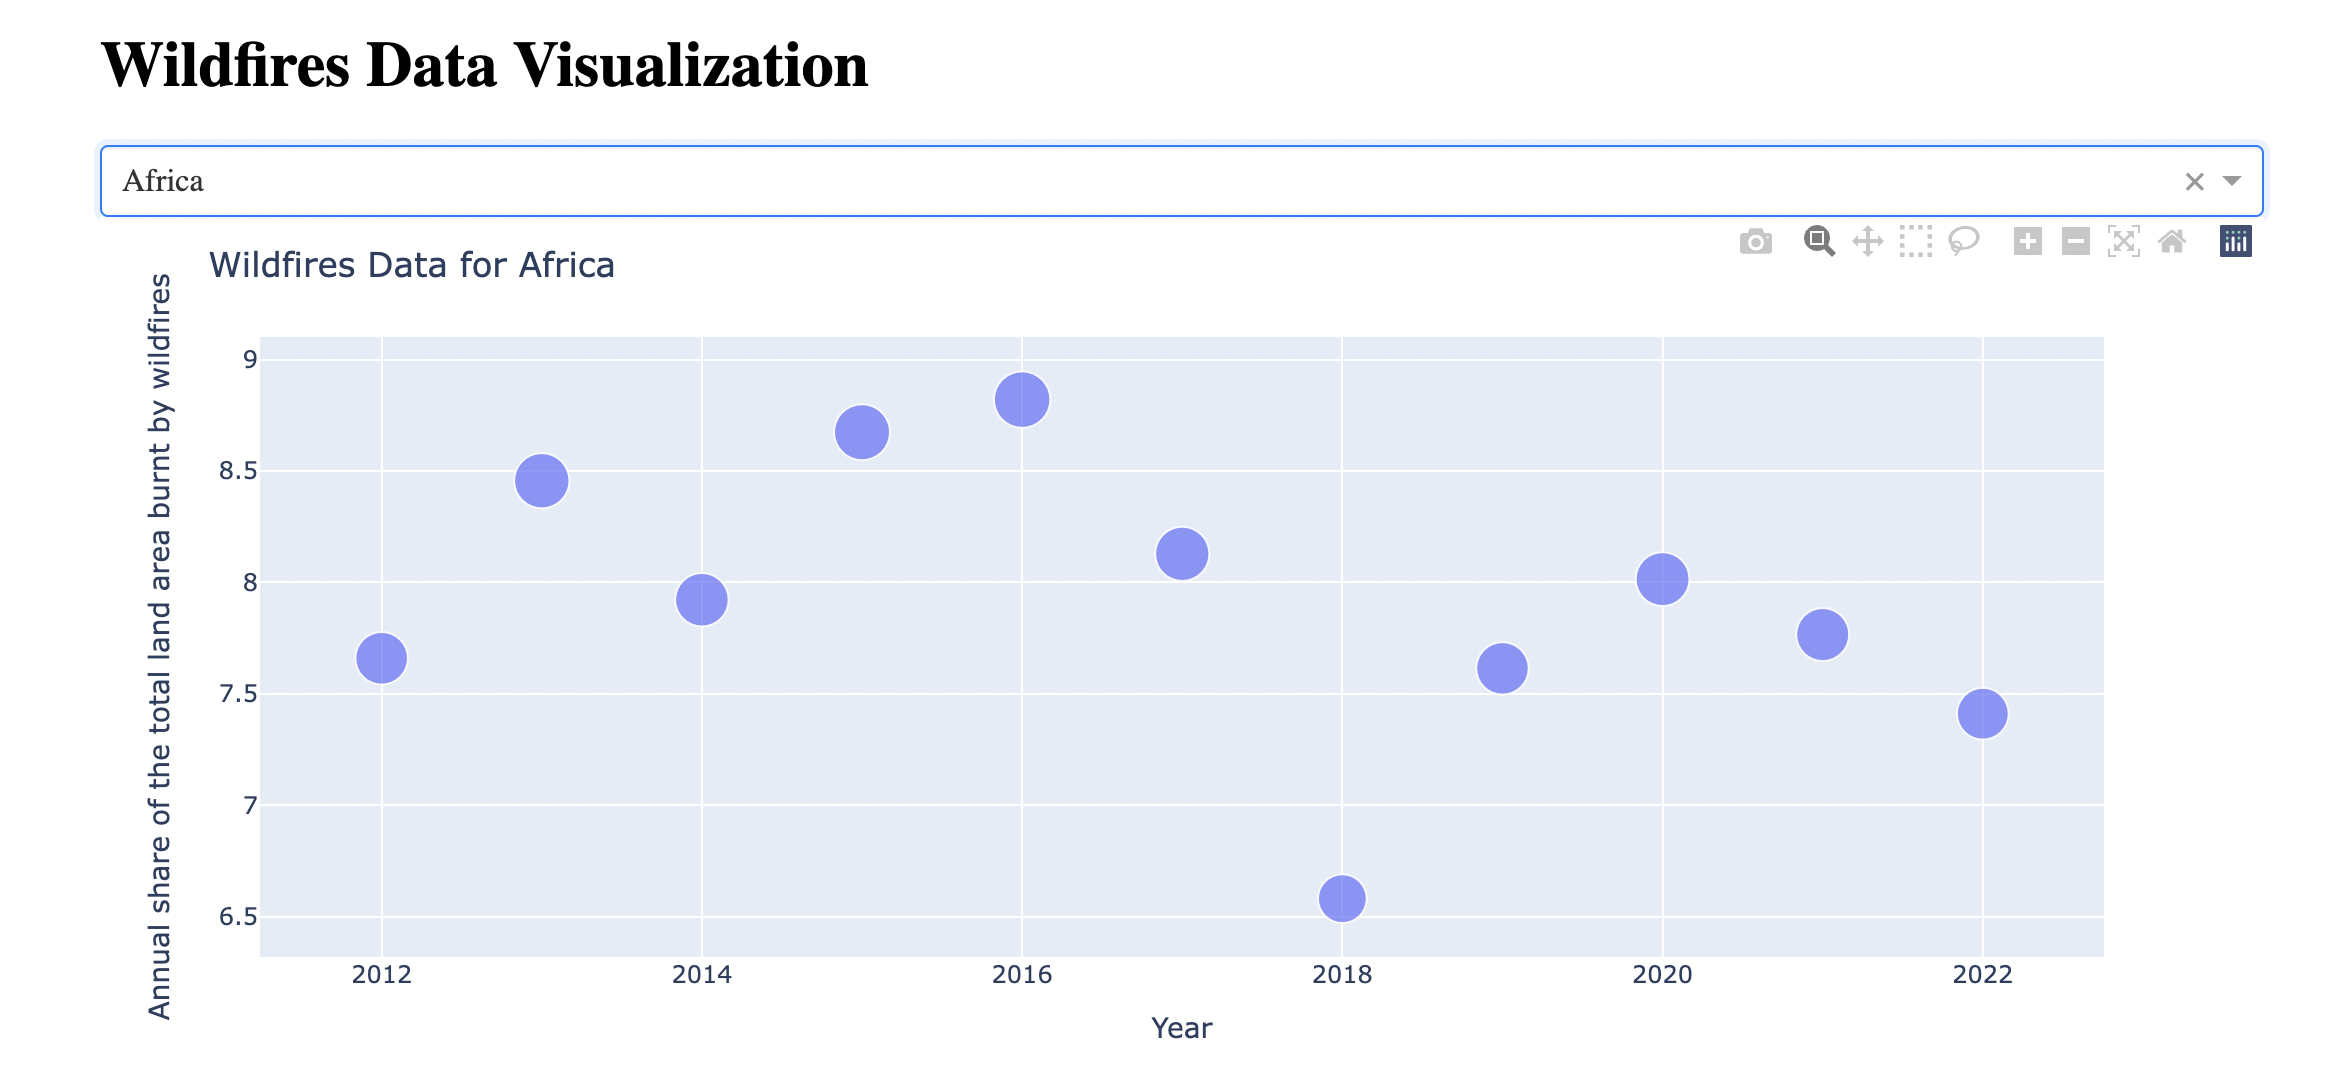 Wildfires Data Visualization
Africa
Wildfires Data for Africa
Annual share of the total land area burnt by wildfires
9
8.5
8
7.5
7
6.5
2012 2014 2016 2018 2020 2022
Year